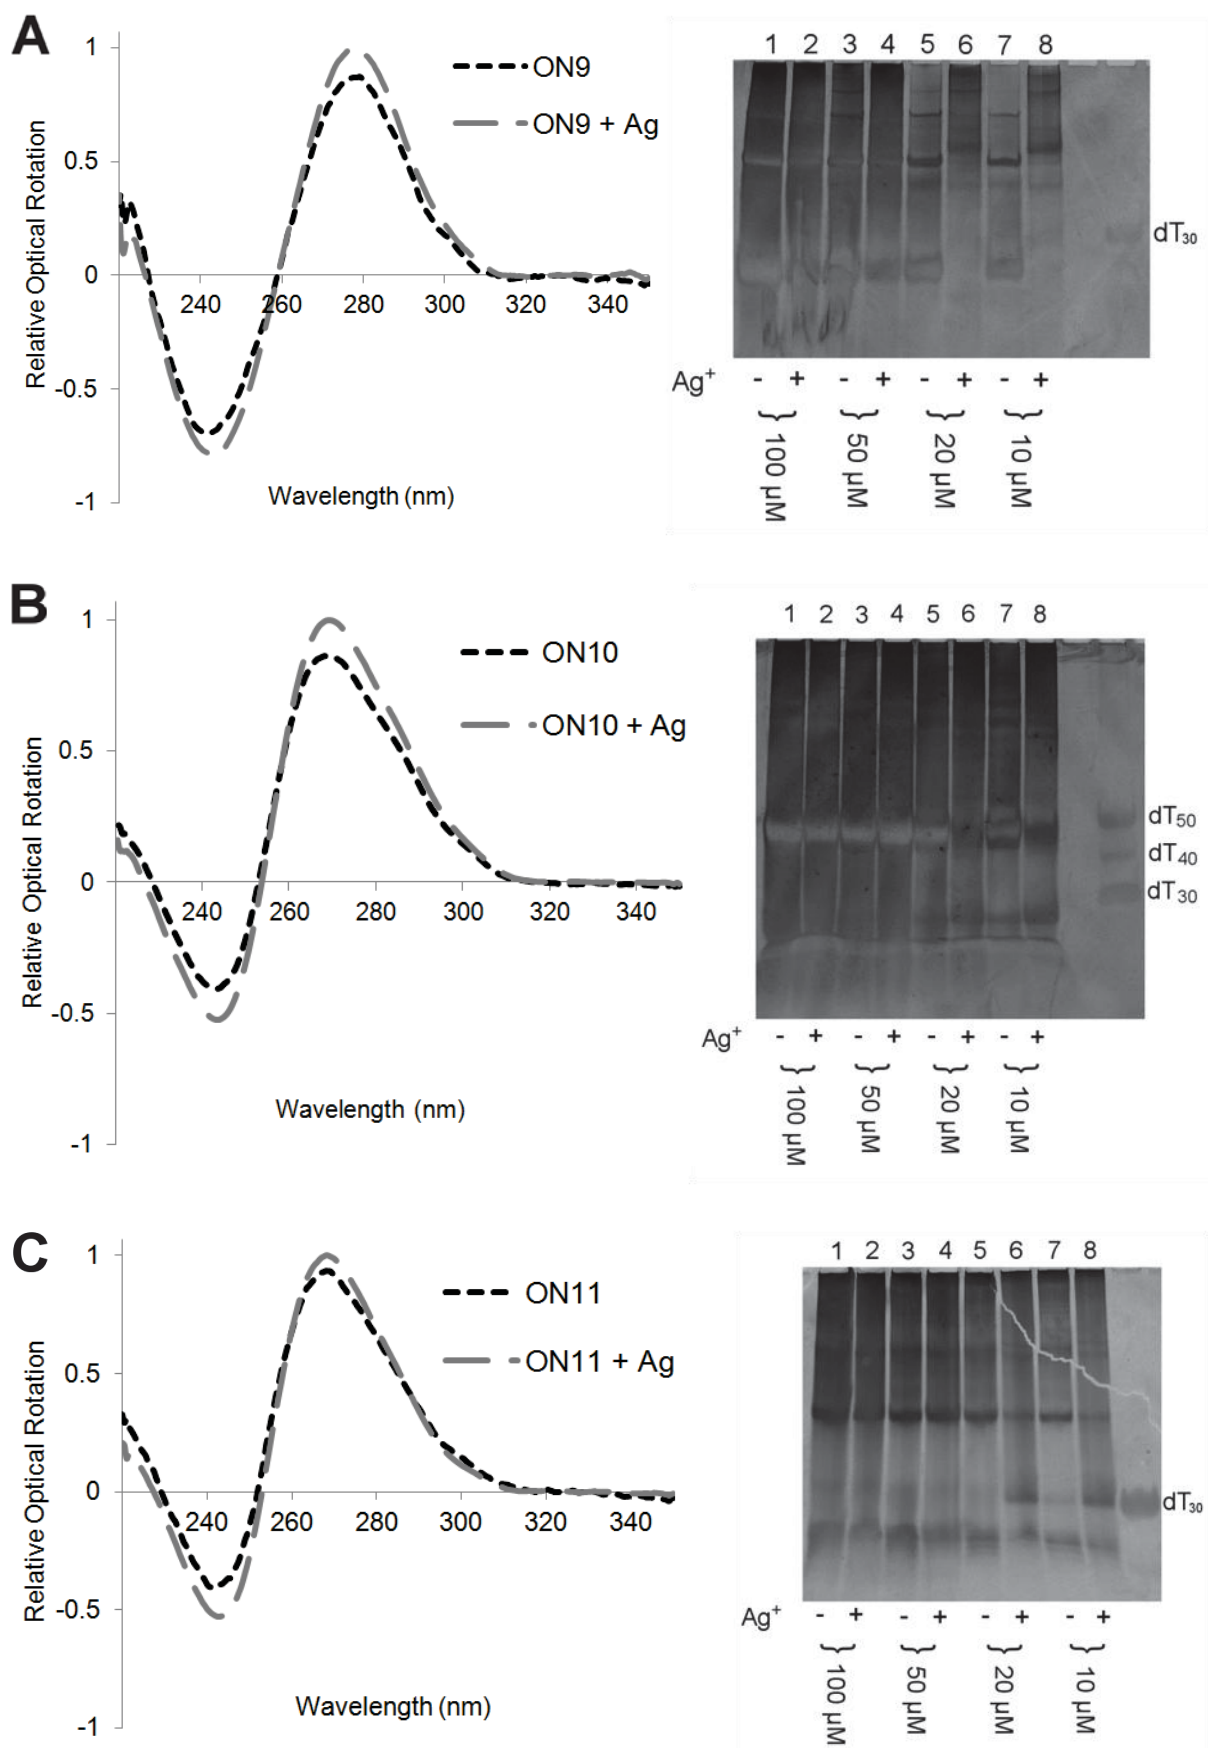 A
1
0.5
0
-0.5
-1
Relative Optical Rotation
240 260 280 300 320 340
Wavelength (nm)
ON9
ON9 + Ag
1 2 3 4 5 6 7 8
dT30
Ag+ - + - + - + - +
100 µM
50 µM
20 µM
10 µM
B
1
0.5
0
-0.5
-1
Relative Optical Rotation
240 260 280 300 320 340
Wavelength (nm)
ON10
ON10 + Ag
1 2 3 4 5 6 7 8
dT50
dT40
dT30
Ag+ - + - + - + - +
100 µM
50 µM
20 µM
10 µM
C
1
0.5
0
-0.5
-1
Relative Optical Rotation
240 260 280 300 320 340
Wavelength (nm)
ON11
ON11 + Ag
1 2 3 4 5 6 7 8
dT30
Ag+ - + - + - + - +
100 µM
50 µM
20 µM
10 µM